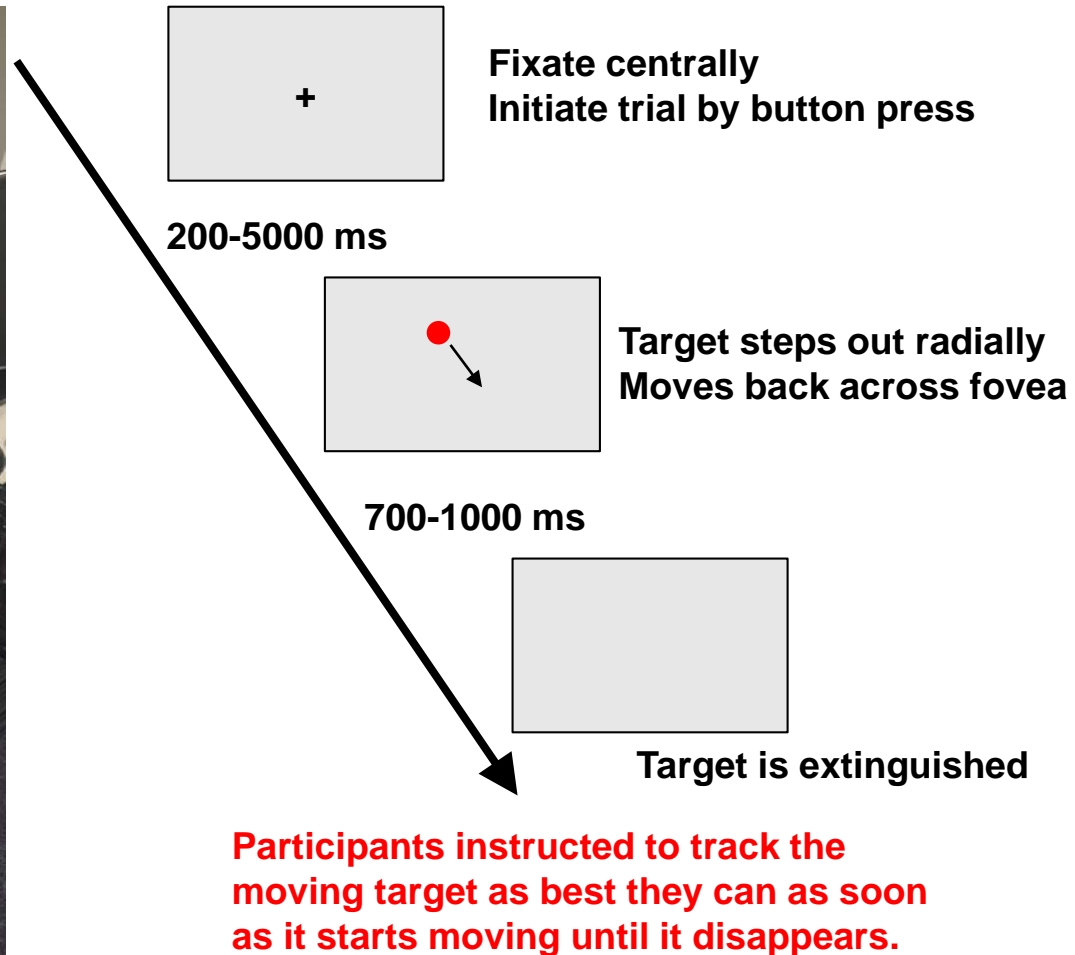 +
Fixate centrally
Initiate trial by button press
200-5000 ms
Target steps out radially
Moves back across fovea
700-1000 ms
Target is extinguished
Participants instructed to track the
moving target as best they can as soon
as it starts moving until it disappears.